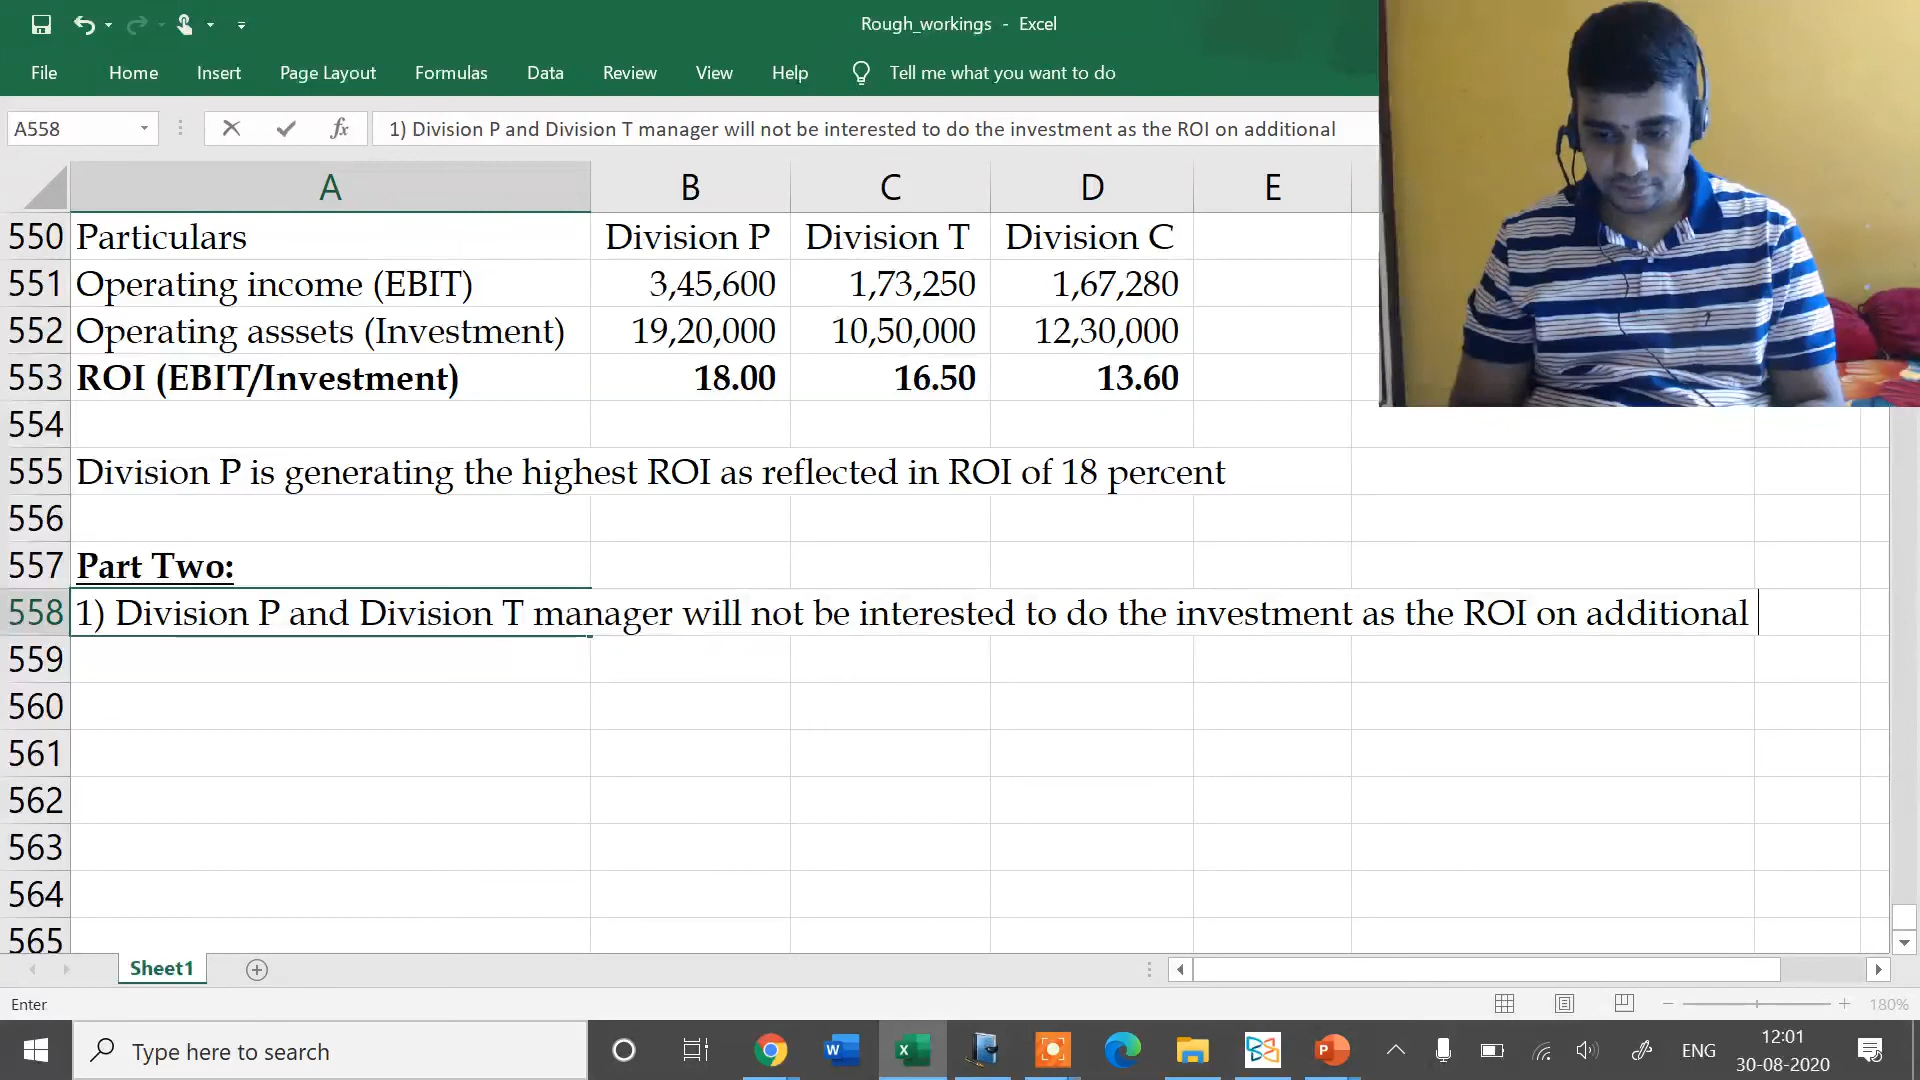 Rough_workings - Excel
File Home Insert Page Layout Formulas Data Review View Help Tell me what you want to do
A558 fx 1) Division P and Division T manager will not be interested to do the investment as the ROI on additional
A B C D E
550 Particulars Division P Division T Division C
551 Operating income (EBIT) 3,45,600 1,73,250 1,67,280
552 Operating asssets (Investment) 19,20,000 10,50,000 12,30,000
553 ROI (EBIT/Investment) 18.00 16.50 13.60
554
555 Division P is generating the highest ROI as reflected in ROI of 18 percent
556
557 Part Two:
558 1) Division P and Division T manager will not be interested to do the investment as the ROI on additional
559
560
561
562
563
564
565
Sheet1
Enter 180%
Type here to search ENG 12:01
30-08-2020